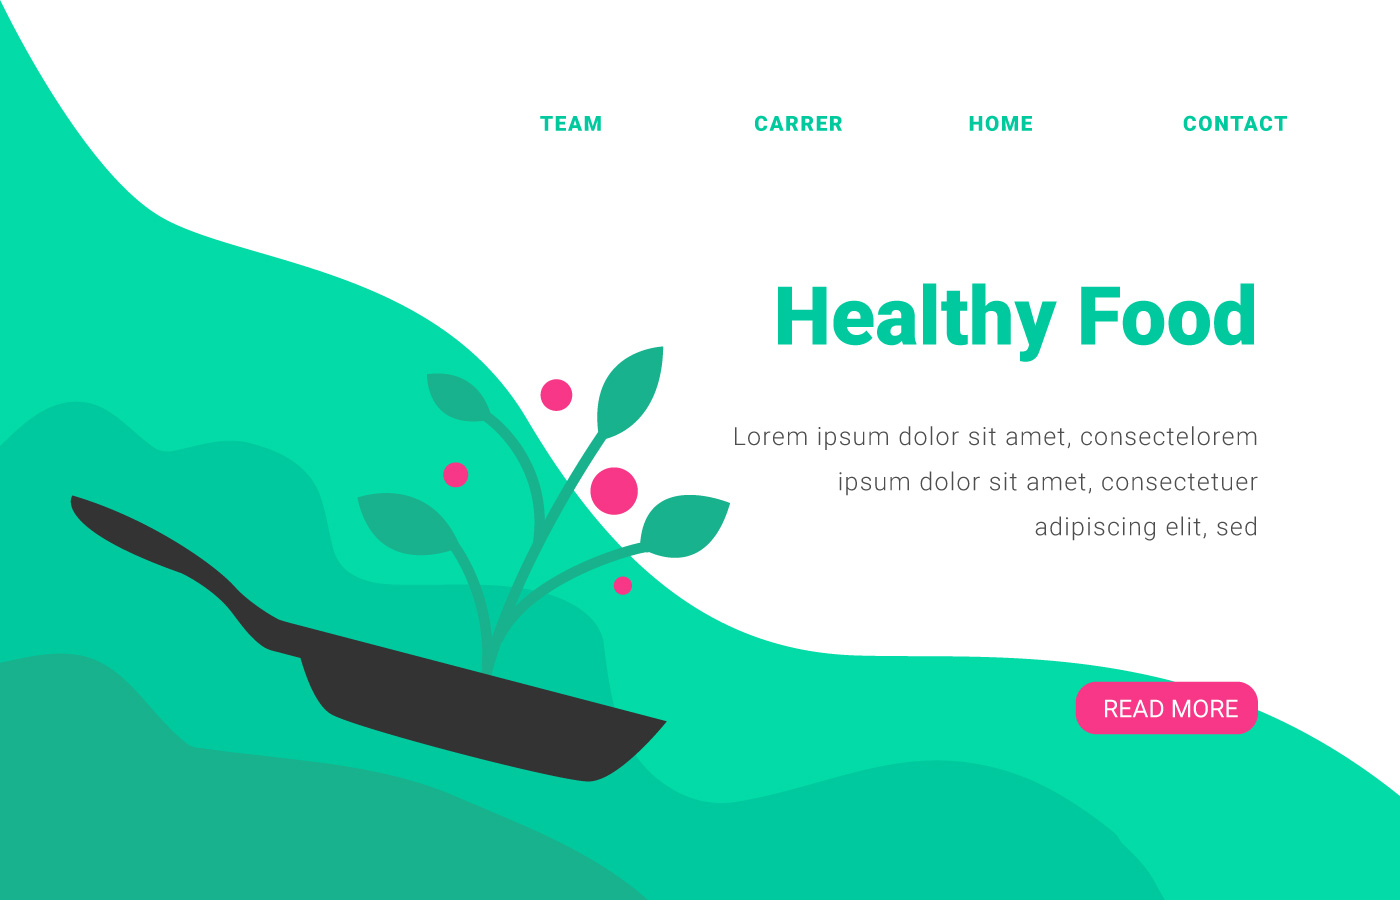 TEAM
CARRER
HOME
CONTACT
Healthy Food
Lorem ipsum dolor sit amet, consectelorem
ipsum dolor sit amet, consectetuer
adipiscing elit, sed
READ MORE